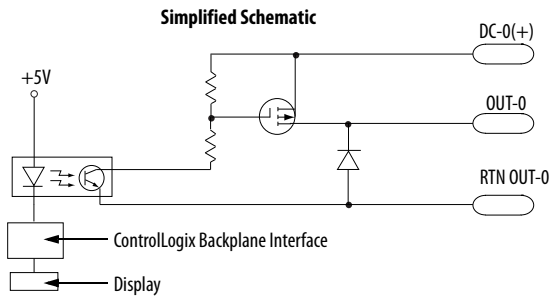 Simplified Schematic
DC-0(+)
+5V
OUT-0
RTN OUT-0
ControlLogix Backplane Interface
Display